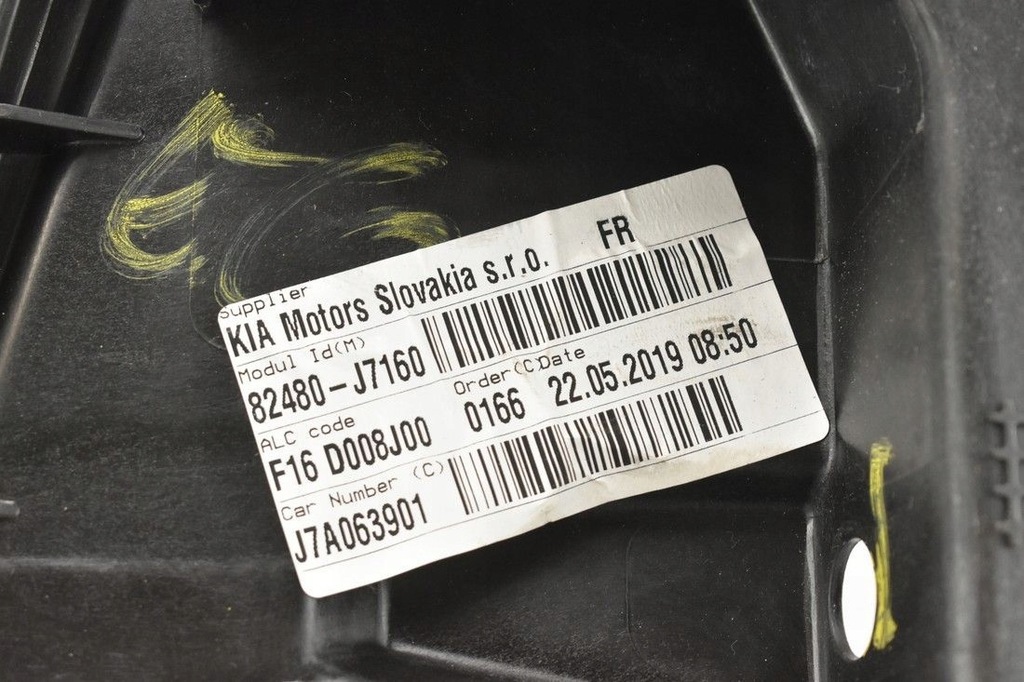 Supplier
KIA Motors Slovakia s.r.o. FR
Modul Id(M)
82480-J7160
ALC code Order(C)Date
F16 D008J00 0166 22.05.2019 08:50
Car Number (C)
J7A063901